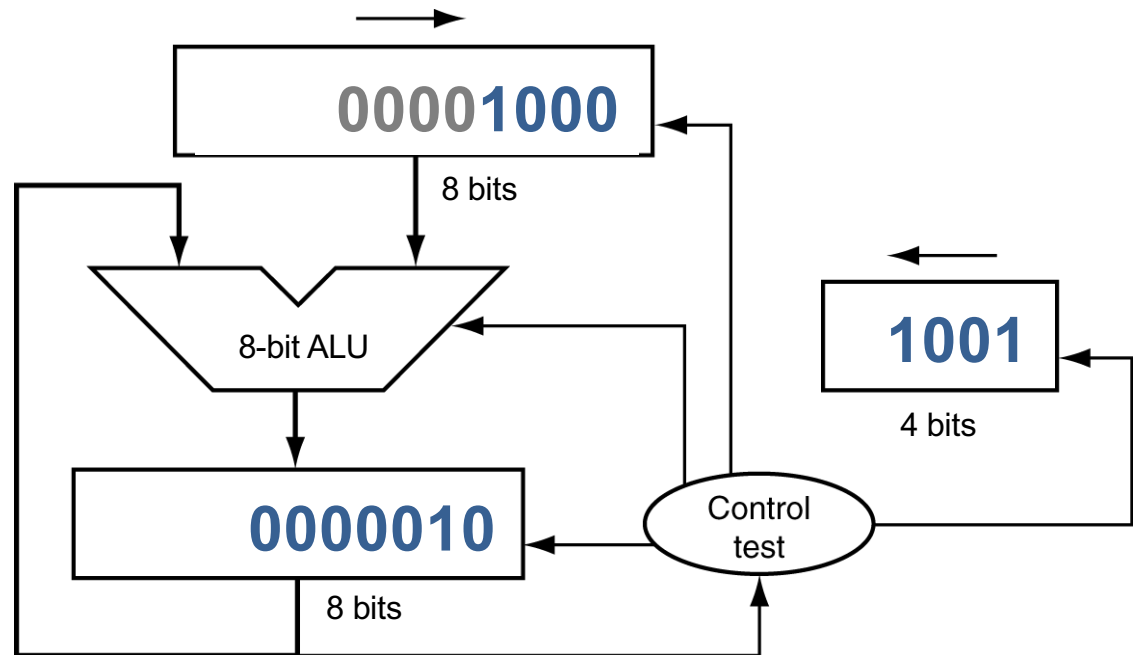 00001000
8 bits
8-bit ALU
1001
4 bits
0000010
8 bits
Control
test